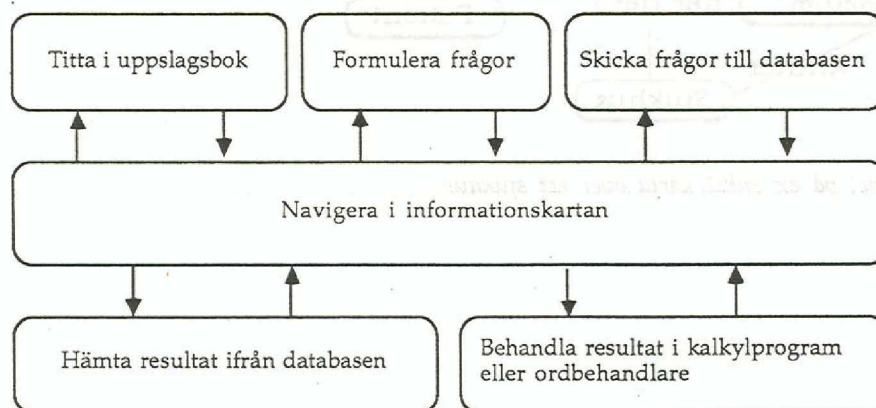 Titta i uppslagsbok
Formulera frågor
Skicka frågor till databasen
Navigera i informationskartan
Hämta resultat ifrån databasen
Behandla resultat i kalkylprogram
eller ordbehandlare